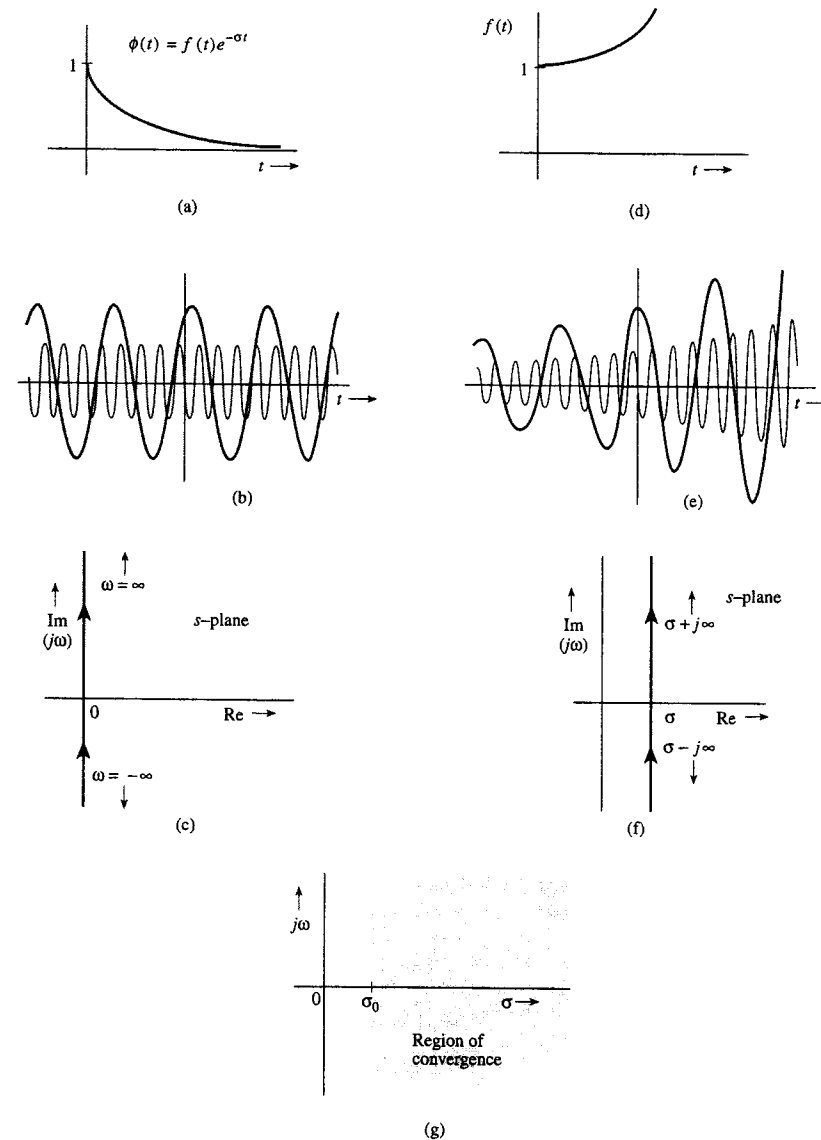 ϕ(t) = f(t)e^{−σt}
1
t →
(a)
f(t)
1
t →
(d)
t →
(b)
t →
(e)
ω = ∞
Im
(jω)
s–plane
0
Re →
ω = −∞
(c)
s–plane
Im
(jω)
σ + j∞
σ
Re →
σ − j∞
(f)
jω
0
σ₀
σ →
Region of
convergence
(g)